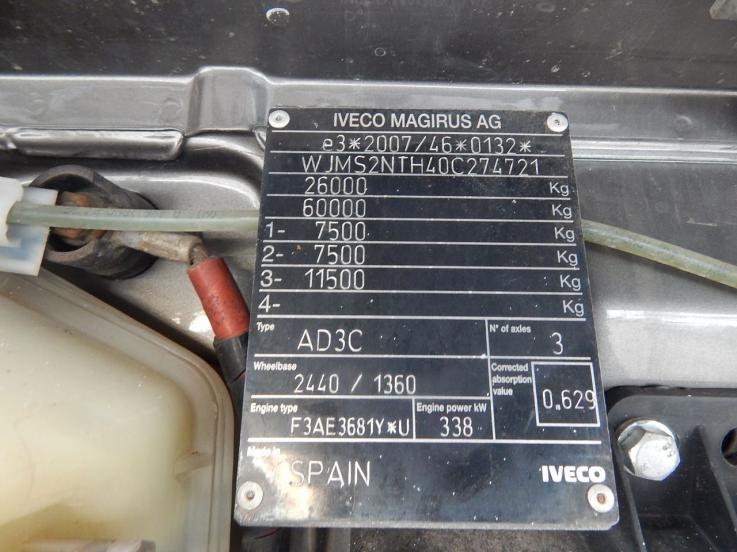 IVECO MAGIRUS AG
e3*2007/46*0132*
WJMS2NTH40C274721
26000 Kg
60000 Kg
1- 7500 Kg
2- 7500 Kg
3- 11500 Kg
4- Kg
Type AD3C N° of axles 3
Wheelbase 2440 / 1360 Corrected absorption value 0.629
Engine type F3AE3681Y*U Engine power kW 338
Made in SPAIN IVECO